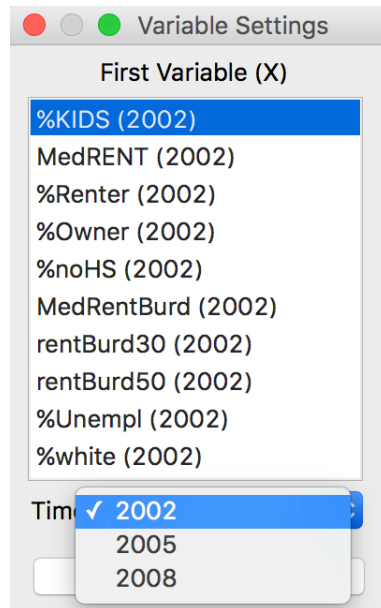 Variable Settings
First Variable (X)
%KIDS (2002)
MedRENT (2002)
%Renter (2002)
%Owner (2002)
%noHS (2002)
MedRentBurd (2002)
rentBurd30 (2002)
rentBurd50 (2002)
%Unempl (2002)
%white (2002)
Tim ✓ 2002
2005
2008